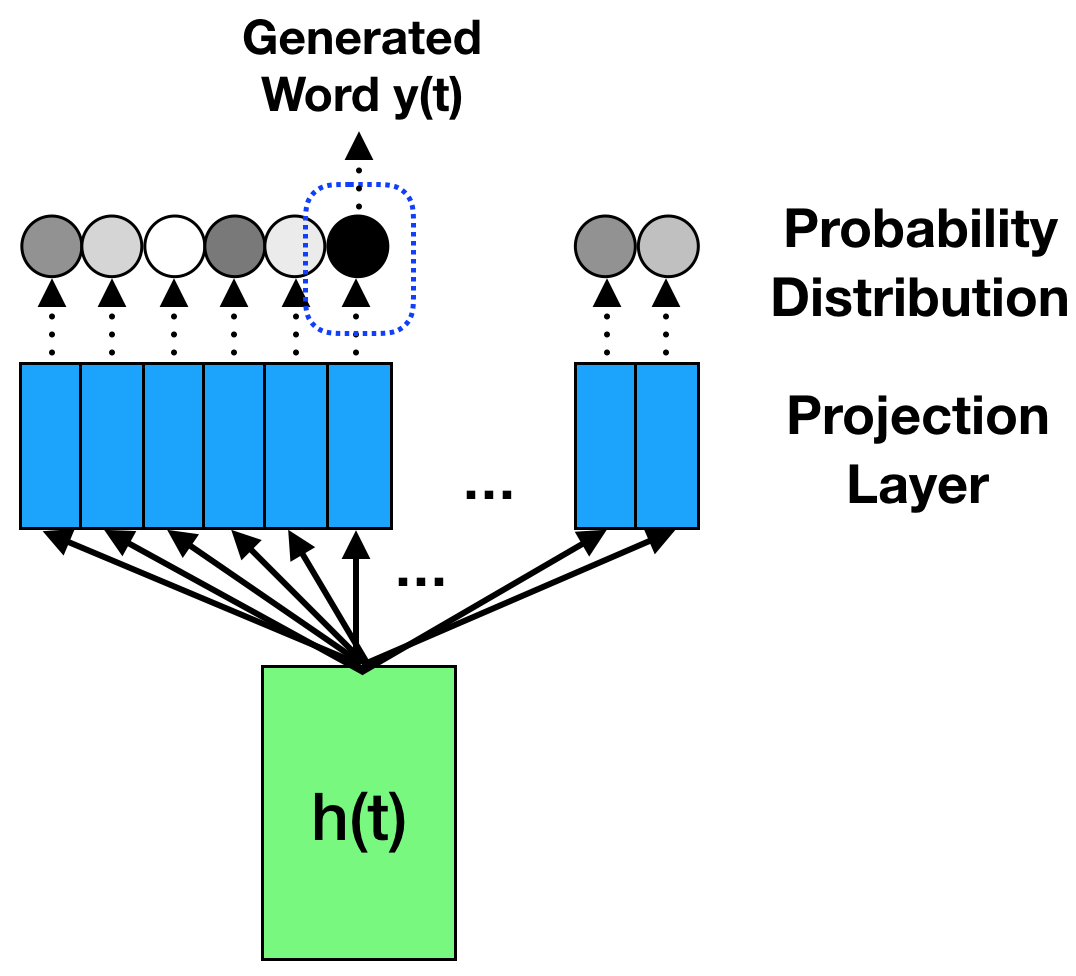 Generated
Word y(t)
Probability
Distribution
Projection
Layer
...
...
h(t)